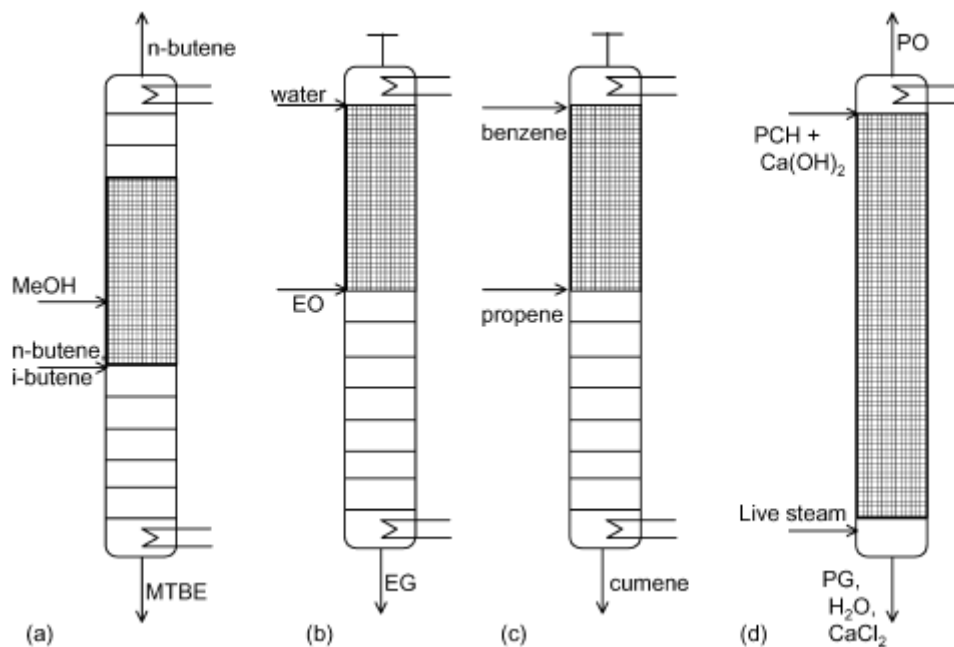 n-butene
MeOH
n-butene,
i-butene
MTBE
(a)
water
EO
EG
(b)
benzene
propene
cumene
(c)
PO
PCH +
Ca(OH)₂
Live steam
PG,
H₂O,
CaCl₂
(d)